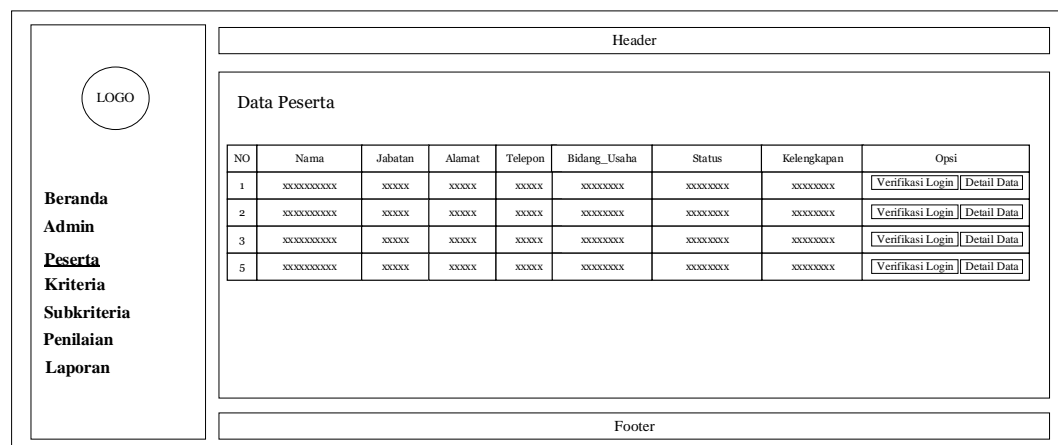 LOGO
Beranda
Admin
Peserta
Kriteria
Subkriteria
Penilaian
Laporan
Header
Data Peserta
NO Nama Jabatan Alamat Telepon Bidang_Usaha Status Kelengkapan Opsi
1 xxxxxxxxxx xxxxx xxxxx xxxxx xxxxxxxx xxxxxxxx xxxxxxxx Verifikasi Login Detail Data
2 xxxxxxxxxx xxxxx xxxxx xxxxx xxxxxxxx xxxxxxxx xxxxxxxx Verifikasi Login Detail Data
3 xxxxxxxxxx xxxxx xxxxx xxxxx xxxxxxxx xxxxxxxx xxxxxxxx Verifikasi Login Detail Data
5 xxxxxxxxxx xxxxx xxxxx xxxxx xxxxxxxx xxxxxxxx xxxxxxxx Verifikasi Login Detail Data
Footer